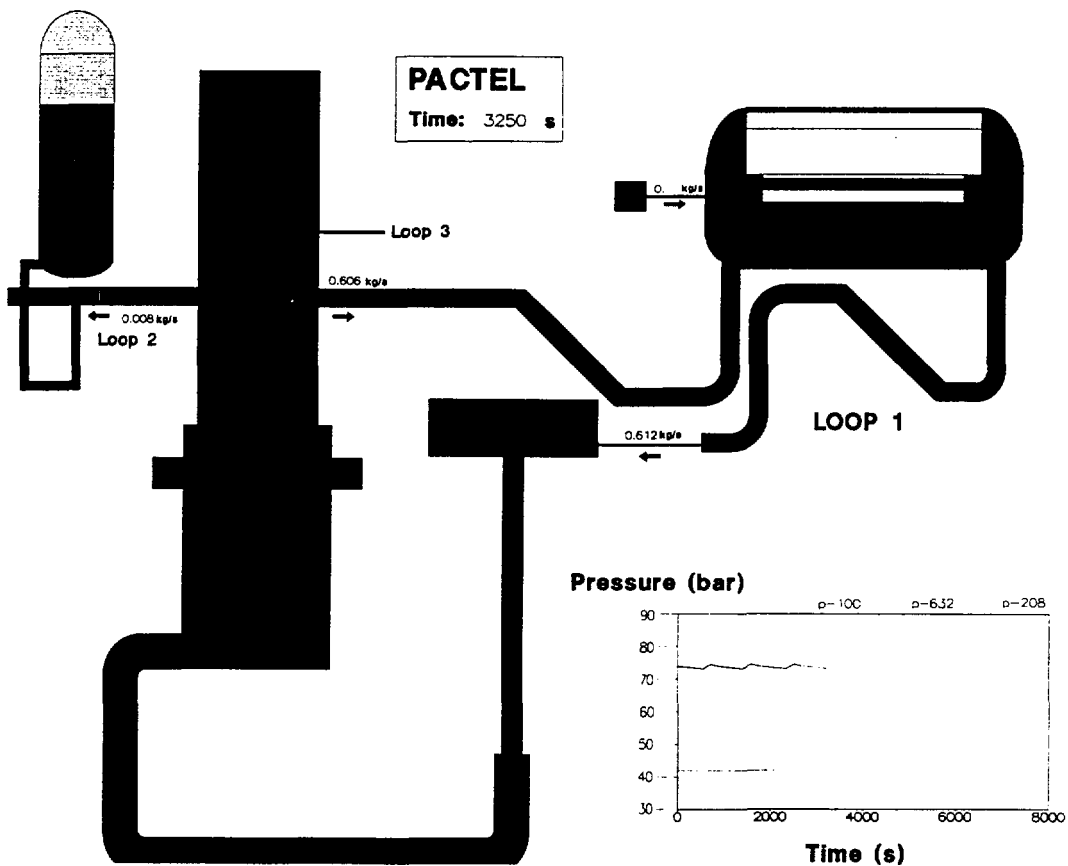 PACTEL
Time: 3250 s
0. kg/s
Loop 3
0.606 kg/s
0.008 kg/s
Loop 2
LOOP 1
0.612 kg/s
Pressure (bar)
p-100 p-632 p-208
90
80
70
60
50
40
30
0 2000 4000 6000 8000
Time (s)